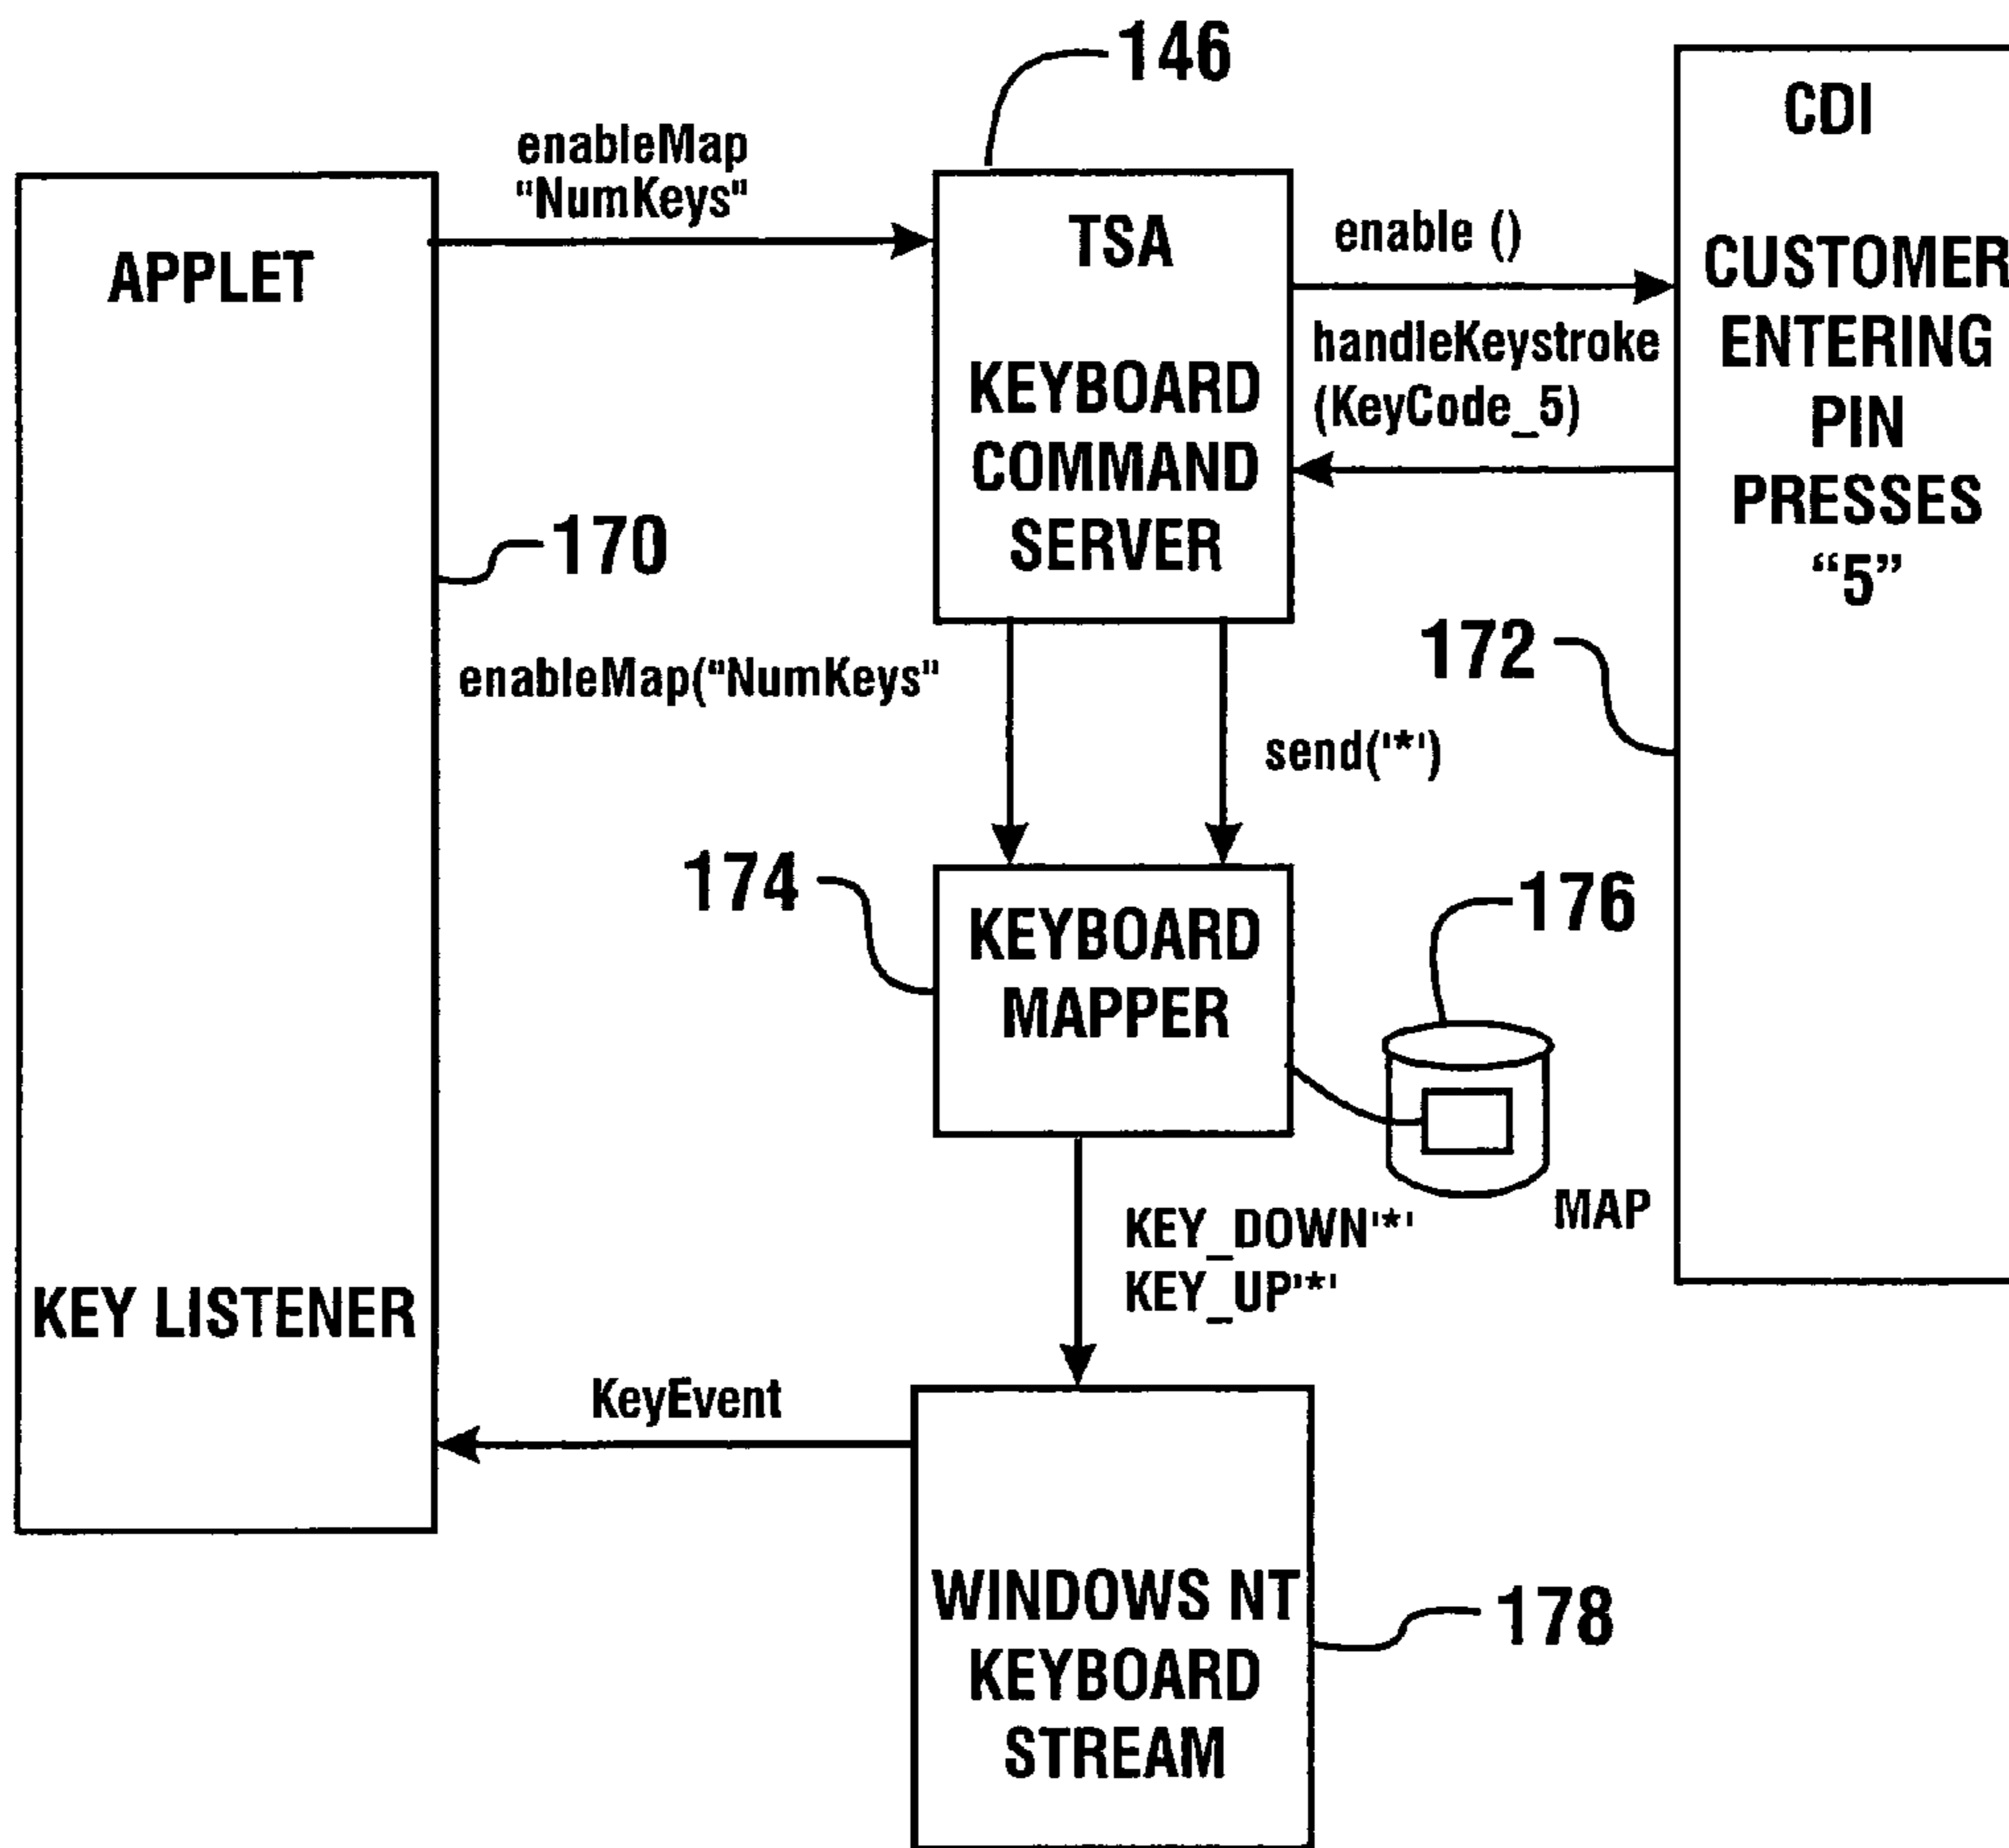 146
enableMap
"NumKeys"
APPLET
TSA
KEYBOARD
COMMAND
SERVER
enable ()
handleKeystroke
(KeyCode_5)
CDI
CUSTOMER
ENTERING
PIN
PRESSES
“5”
170
172
enableMap("NumKeys"
send('*')
174
KEYBOARD
MAPPER
176
MAP
KEY_DOWN'*'
KEY_UP'*'
KEY LISTENER
KeyEvent
WINDOWS NT
KEYBOARD
STREAM
178